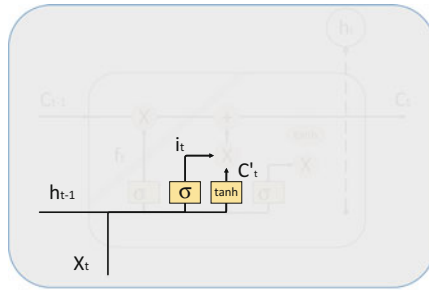 hₜ
Cₜ₋₁
Cₜ
X
+
iₜ
fₜ
X
C'ₜ
X
σ
σ
tanh
σ
hₜ₋₁
Xₜ